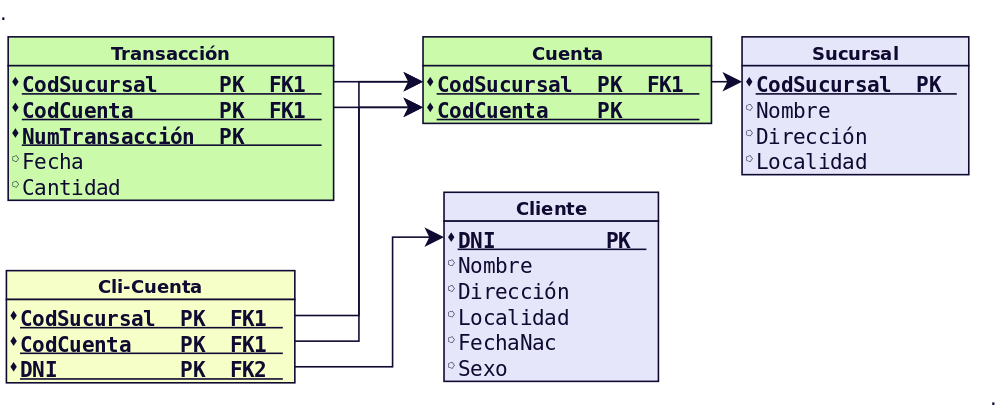 .
Transacción
CodSucursal PK FK1
CodCuenta PK FK1
NumTransacción PK
Fecha
Cantidad
Cuenta
CodSucursal PK FK1
CodCuenta PK
Sucursal
CodSucursal PK
Nombre
Dirección
Localidad
Cliente
DNI PK
Nombre
Dirección
Localidad
FechaNac
Sexo
Cli-Cuenta
CodSucursal PK FK1
CodCuenta PK FK1
DNI PK FK2
.